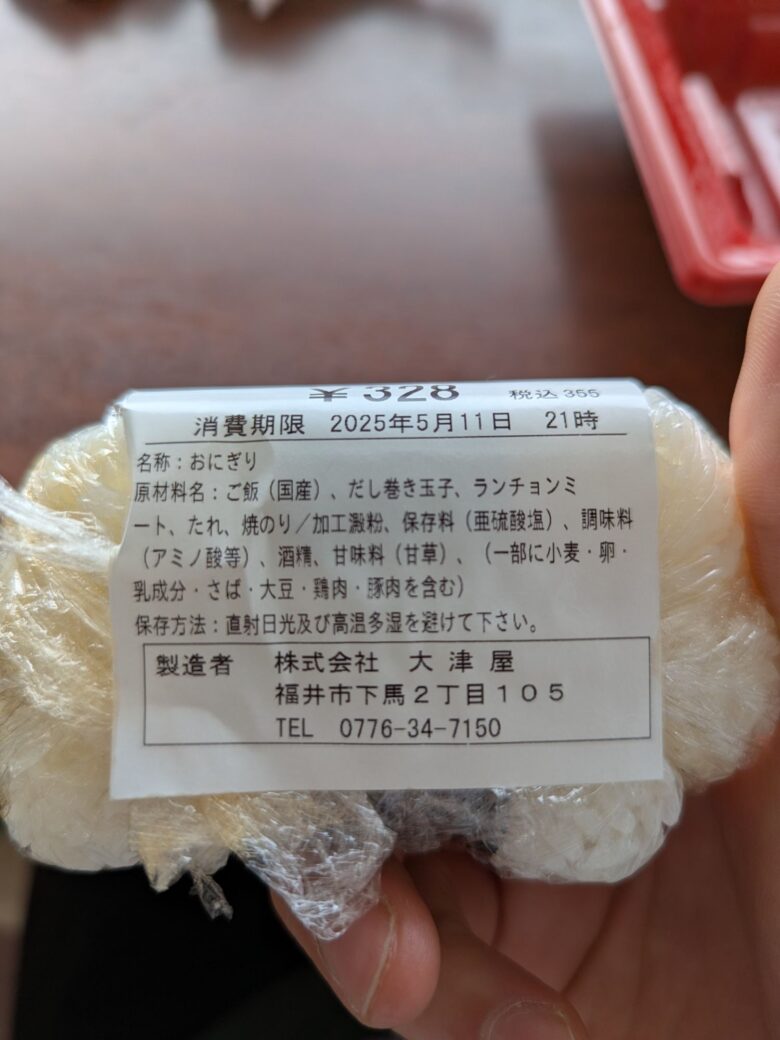 ¥328 税込355
消費期限 2025年5月11日 21時
名称：おにぎり
原材料名：ご飯（国産）、だし巻き玉子、ランチョンミ
ート、たれ、焼のり／加工澱粉、保存料（亜硫酸塩）、調味料
（アミノ酸等）、酒精、甘味料（甘草）、（一部に小麦・卵・
乳成分・さば・大豆・鶏肉・豚肉を含む）
保存方法：直射日光及び高温多湿を避けて下さい。
製造者 株式会社 大津屋
福井市下馬２丁目１０５
TEL 0776-34-7150